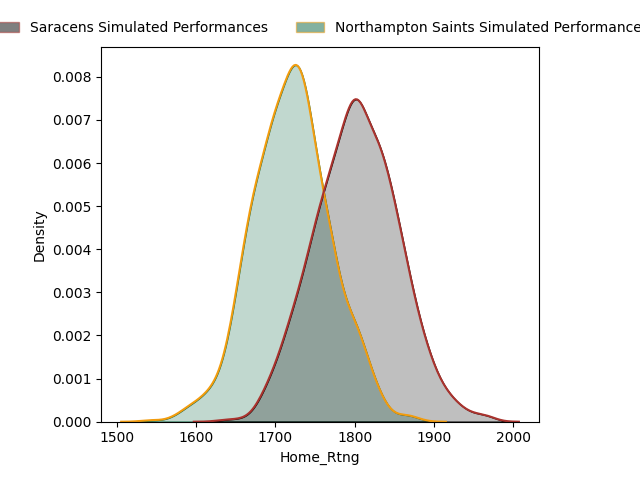 Saracens Simulated Performances Northampton Saints Simulated Performance
0.008
0.007
0.006
0.005
0.004
0.003
0.002
0.001
0.000
Density
1500 1600 1700 1800 1900 2000
Home_Rtng